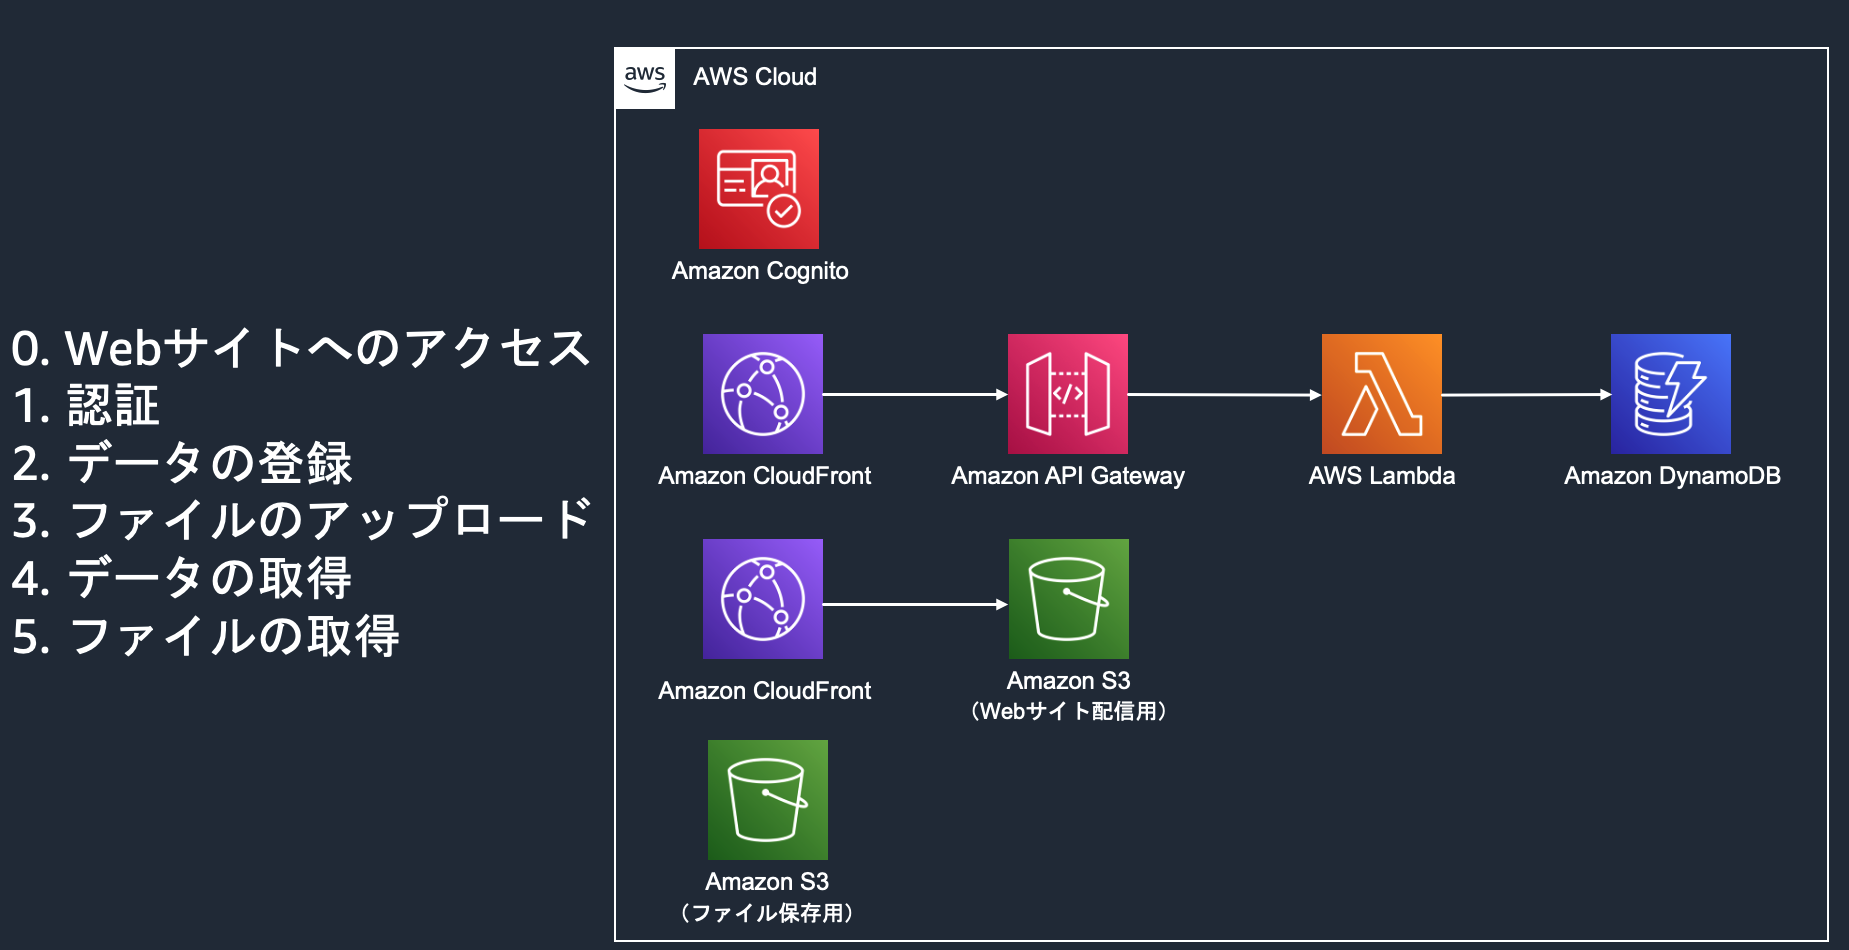 0. Webサイトへのアクセス
1. 認証
2. データの登録
3. ファイルのアップロード
4. データの取得
5. ファイルの取得
aws
AWS Cloud
Amazon Cognito
Amazon CloudFront
Amazon API Gateway
AWS Lambda
Amazon DynamoDB
Amazon CloudFront
Amazon S3
（Webサイト配信用）
Amazon S3
（ファイル保存用）